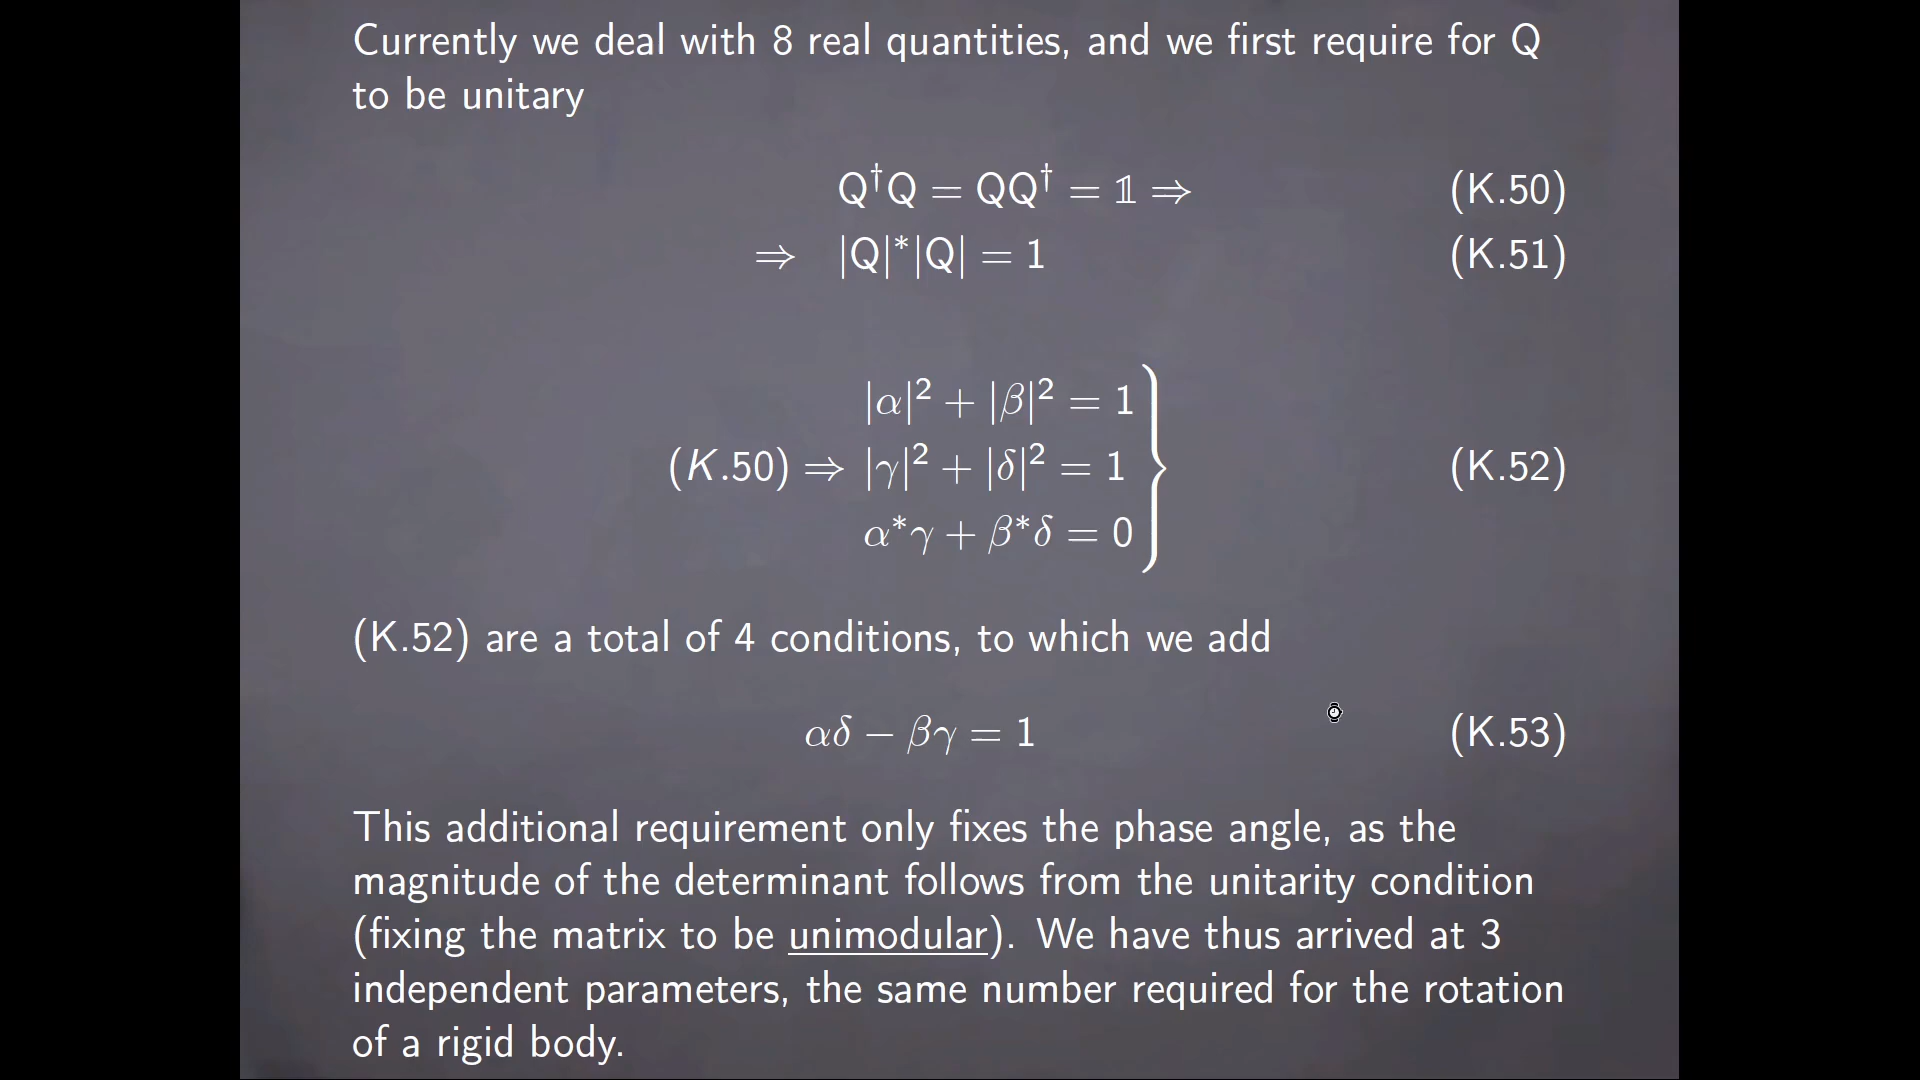 Currently we deal with 8 real quantities, and we first require for Q
to be unitary
Q†Q = QQ† = 𝟙 ⇒ (K.50)
⇒ |Q|*|Q| = 1 (K.51)
|α|² + |β|² = 1
(K.50) ⇒ |γ|² + |δ|² = 1 (K.52)
α*γ + β*δ = 0
(K.52) are a total of 4 conditions, to which we add
αδ − βγ = 1 (K.53)
This additional requirement only fixes the phase angle, as the
magnitude of the determinant follows from the unitarity condition
(fixing the matrix to be unimodular). We have thus arrived at 3
independent parameters, the same number required for the rotation
of a rigid body.